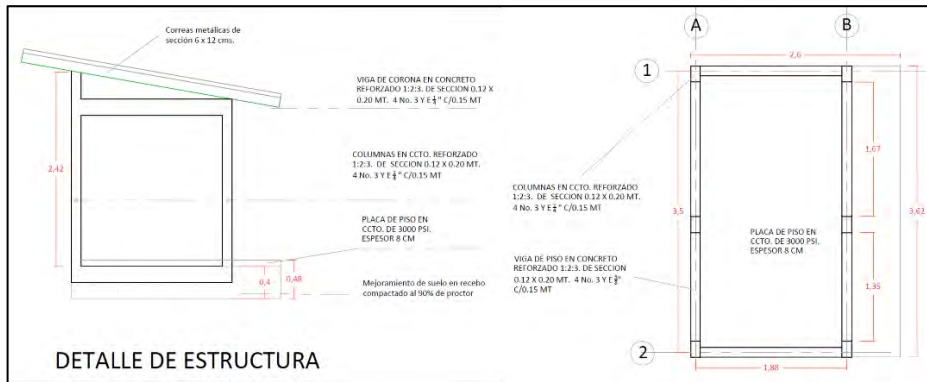 Correas metálicas de
sección 6 x 12 cms.
VIGA DE CORONA EN CONCRETO
REFORZADO 1:2:3. DE SECCION 0.12 X
0.20 MT. 4 No. 3 Y E ¼" C/0.15 MT
2,42
COLUMNAS EN CCTO. REFORZADO
1:2:3. DE SECCION 0.12 X 0.20 MT.
4 No. 3 Y E ¼" C/0.15 MT
PLACA DE PISO EN
CCTO. DE 3000 PSI.
ESPESOR 8 CM
0,4
0,48
Mejoramiento de suelo en recebo
compactado al 90% de proctor
DETALLE DE ESTRUCTURA
A
B
2,6
1
1,67
COLUMNAS EN CCTO. REFORZADO
1:2:3. DE SECCION 0.12 X 0.20 MT.
4 No. 3 Y E ¼" C/0.15 MT
3,5
3,62
PLACA DE PISO EN
CCTO. DE 3000 PSI.
ESPESOR 8 CM
VIGA DE PISO EN CONCRETO
REFORZADO 1:2:3. DE SECCION
0.12 X 0.20 MT. 4 No. 3 Y E
C/0.15 MT
1,35
2
1,88